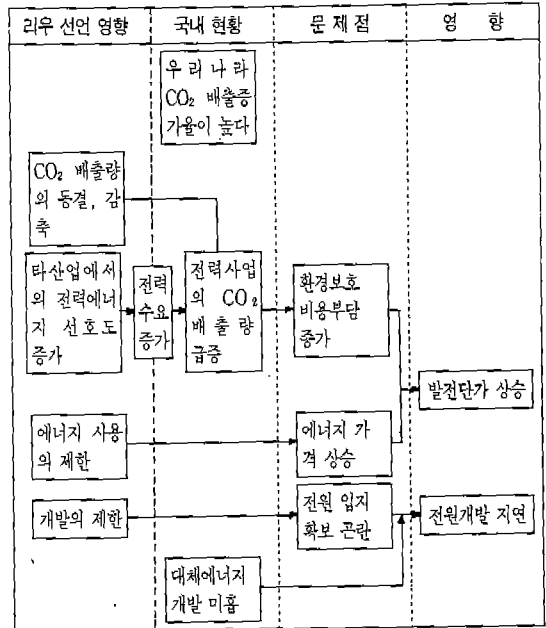 리우 선언 영향
국내 현황
문 제 점
영 향
우 리 나 라
CO₂ 배출증
가율이 높다
CO₂ 배출량
의 동결, 감
축
타산업에서
의 전력에너
지 선호도
증가
전력
수요
증가
전력사업
의 CO₂
배 출 량
급증
환경보호
비용부담
증가
발전단가 상승
에너지 사용
의 제한
에너지 가
격 상승
개발의 제한
전원 입지
확보 곤란
전원개발 지연
대체에너지
개발 미흡